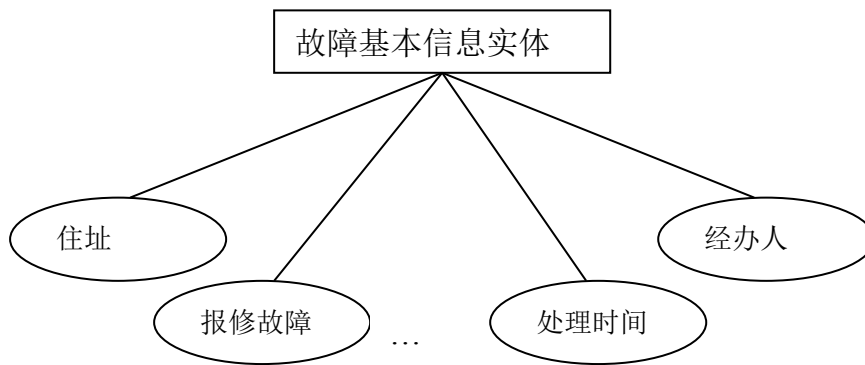 故障基本信息实体
住址
经办人
报修故障
处理时间
…